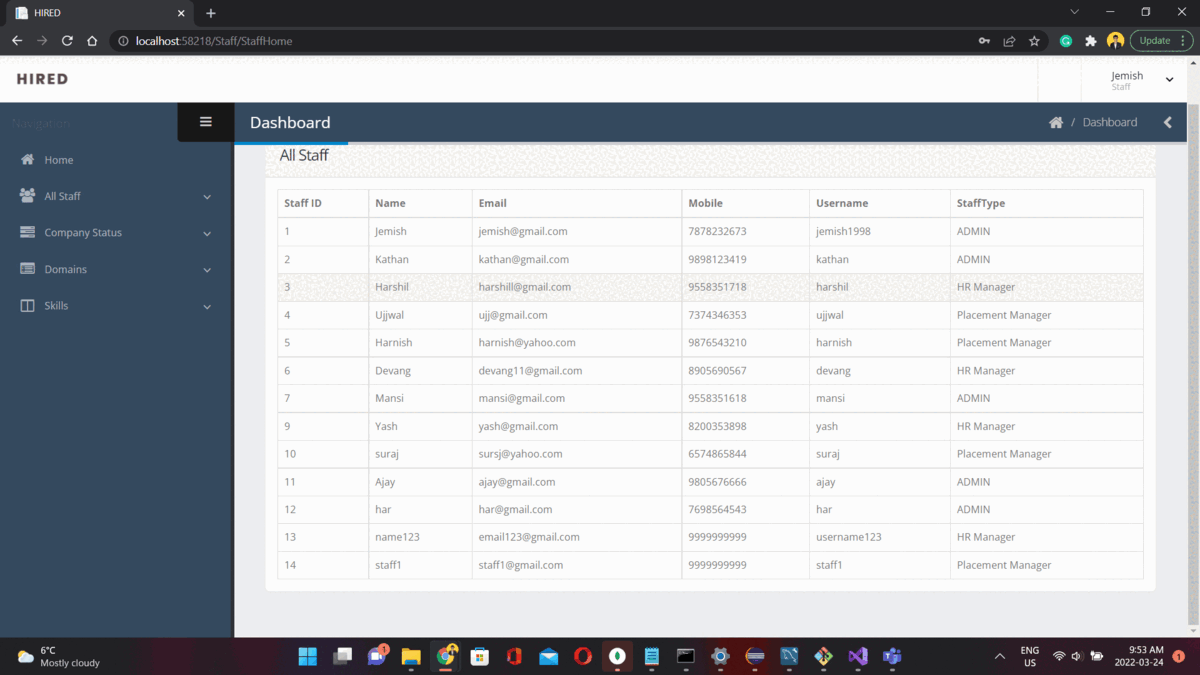 HIRED
localhost:58218/Staff/StaffHome
Update
HIRED
Jemish
Staff
Navigation
Dashboard
/ Dashboard
Home
All Staff
Company Status
Domains
Skills
All Staff
Staff ID Name Email Mobile Username StaffType
1 Jemish jemish@gmail.com 7878232673 jemish1998 ADMIN
2 Kathan kathan@gmail.com 9898123419 kathan ADMIN
3 Harshil harshill@gmail.com 9558351718 harshil HR Manager
4 Ujjwal ujj@gmail.com 7374346353 ujjwal Placement Manager
5 Harnish harnish@yahoo.com 9876543210 harnish Placement Manager
6 Devang devang11@gmail.com 8905690567 devang HR Manager
7 Mansi mansi@gmail.com 9558351618 mansi ADMIN
9 Yash yash@gmail.com 8200353898 yash HR Manager
10 suraj sursj@yahoo.com 6574865844 suraj Placement Manager
11 Ajay ajay@gmail.com 9805676666 ajay ADMIN
12 har har@gmail.com 7698564543 har ADMIN
13 name123 email123@gmail.com 9999999999 username123 HR Manager
14 staff1 staff1@gmail.com 9999999999 staff1 Placement Manager
6°C
Mostly cloudy
1
ENG
US
9:53 AM
2022-03-24
1